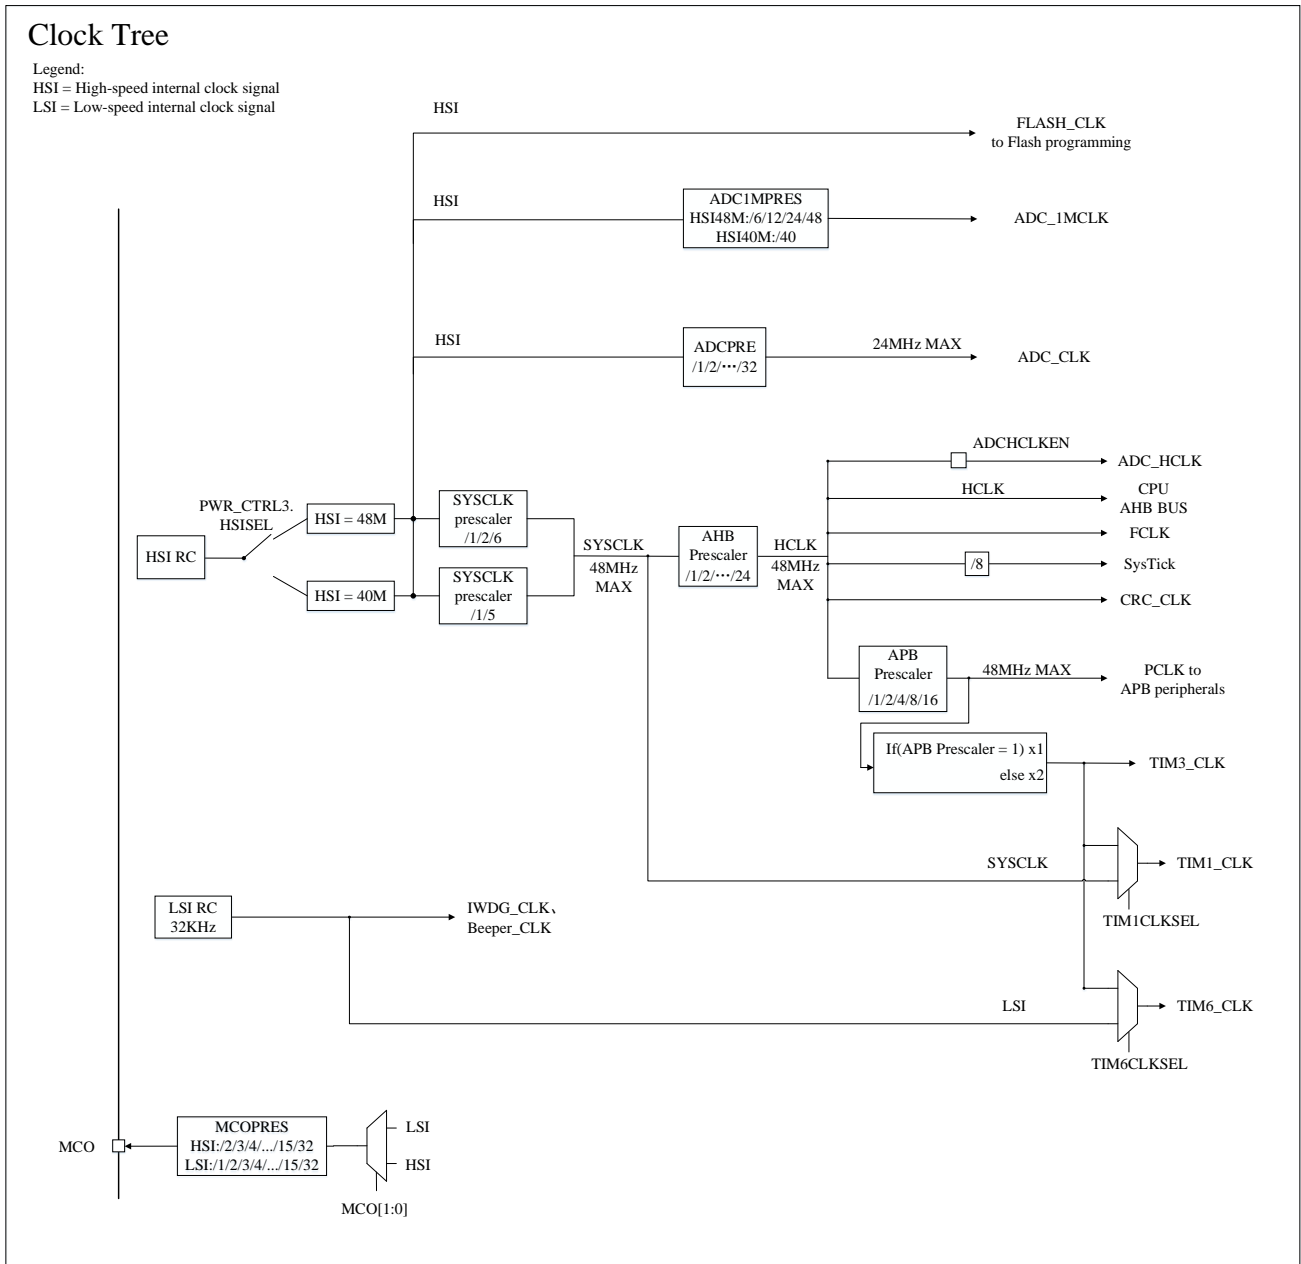 Clock Tree
Legend:
HSI = High-speed internal clock signal
LSI = Low-speed internal clock signal
HSI
FLASH_CLK
to Flash programming
HSI
ADC1MPRES
HSI48M:/6/12/24/48
HSI40M:/40
ADC_1MCLK
HSI
ADCPRE
/1/2/⋯/32
24MHz MAX
ADC_CLK
ADCHCLKEN
ADC_HCLK
HCLK
CPU
AHB BUS
FCLK
/8
SysTick
CRC_CLK
PWR_CTRL3.
HSISEL
HSI RC
HSI = 48M
HSI = 40M
SYSCLK
prescaler
/1/2/6
SYSCLK
prescaler
/1/5
SYSCLK
48MHz
MAX
AHB
Prescaler
/1/2/⋯/24
HCLK
48MHz
MAX
APB
Prescaler
/1/2/4/8/16
48MHz MAX
PCLK to
APB peripherals
If(APB Prescaler = 1) x1
else x2
TIM3_CLK
SYSCLK
TIM1_CLK
TIM1CLKSEL
LSI RC
32KHz
IWDG_CLK、
Beeper_CLK
LSI
TIM6_CLK
TIM6CLKSEL
MCO
MCOPRES
HSI:/2/3/4/.../15/32
LSI:/1/2/3/4/.../15/32
LSI
HSI
MCO[1:0]